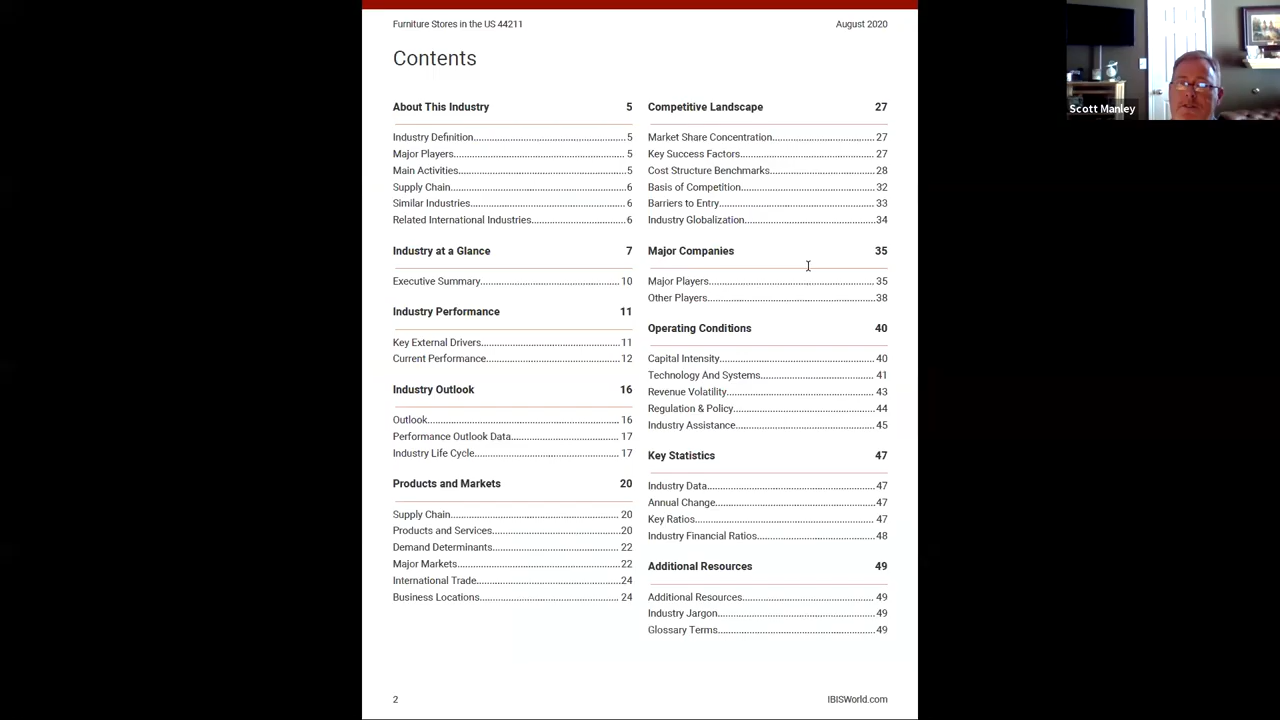 Furniture Stores in the US 44211
August 2020
Contents
About This Industry 5
Industry Definition 5
Major Players 5
Main Activities 5
Supply Chain 6
Similar Industries 6
Related International Industries 6
Industry at a Glance 7
Executive Summary 10
Industry Performance 11
Key External Drivers 11
Current Performance 12
Industry Outlook 16
Outlook 16
Performance Outlook Data 17
Industry Life Cycle 17
Products and Markets 20
Supply Chain 20
Products and Services 20
Demand Determinants 22
Major Markets 22
International Trade 24
Business Locations 24
Competitive Landscape 27
Market Share Concentration 27
Key Success Factors 27
Cost Structure Benchmarks 28
Basis of Competition 32
Barriers to Entry 33
Industry Globalization 34
Major Companies 35
Major Players 35
Other Players 38
Operating Conditions 40
Capital Intensity 40
Technology And Systems 41
Revenue Volatility 43
Regulation & Policy 44
Industry Assistance 45
Key Statistics 47
Industry Data 47
Annual Change 47
Key Ratios 47
Industry Financial Ratios 48
Additional Resources 49
Additional Resources 49
Industry Jargon 49
Glossary Terms 49
2
IBISWorld.com
Scott Manley